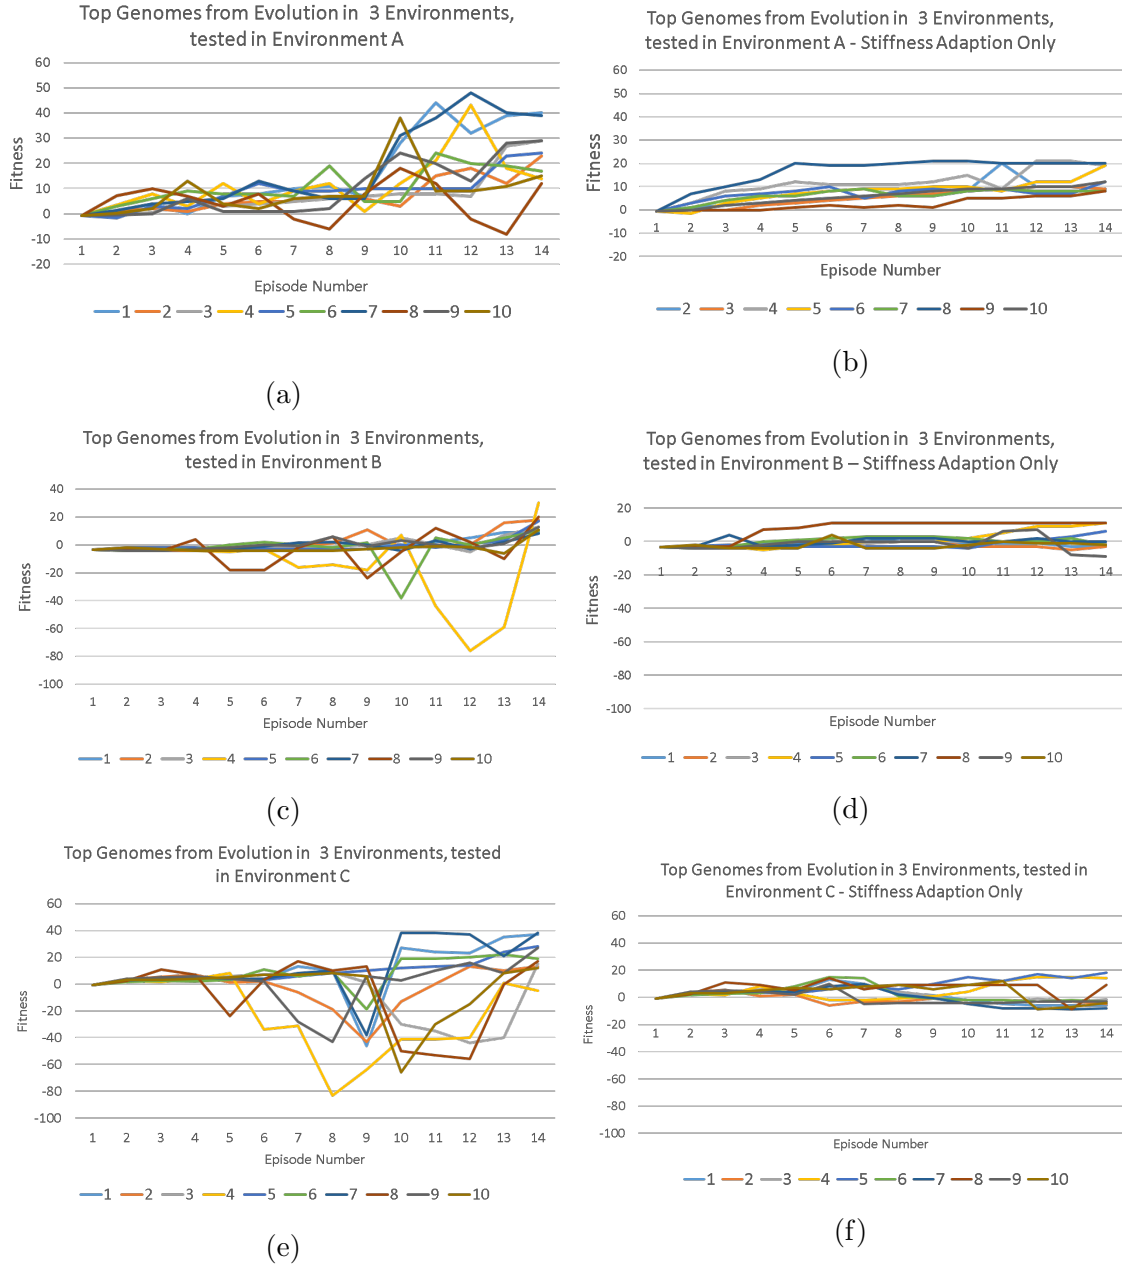 Top Genomes from Evolution in 3 Environments,
tested in Environment A
60
50
40
30
20
10
0
-10
-20
Fitness
1 2 3 4 5 6 7 8 9 10 11 12 13 14
Episode Number
1 2 3 4 5 6 7 8 9 10
(a)
Top Genomes from Evolution in 3 Environments,
tested in Environment A - Stiffness Adaption Only
60
50
40
30
20
10
0
-10
-20
Fitness
1 2 3 4 5 6 7 8 9 10 11 12 13 14
Episode Number
2 3 4 5 6 7 8 9 10
(b)
Top Genomes from Evolution in 3 Environments,
tested in Environment B
40
20
0
-20
-40
-60
-80
-100
Fitness
1 2 3 4 5 6 7 8 9 10 11 12 13 14
Episode Number
1 2 3 4 5 6 7 8 9 10
(c)
Top Genomes from Evolution in 3 Environments,
tested in Environment B – Stiffness Adaption Only
20
0
-20
-40
-60
-80
-100
Fitness
1 2 3 4 5 6 7 8 9 10 11 12 13 14
Episode Number
1 2 3 4 5 6 7 8 9 10
(d)
Top Genomes from Evolution in 3 Environments, tested
in Environment C
60
40
20
0
-20
-40
-60
-80
-100
Fitness
1 2 3 4 5 6 7 8 9 10 11 12 13 14
Episode Number
1 2 3 4 5 6 7 8 9 10
(e)
Top Genomes from Evolution in 3 Environments, tested in
Environment C - Stiffness Adaption Only
60
40
20
0
-20
-40
-60
-80
-100
Fitness
1 2 3 4 5 6 7 8 9 10 11 12 13 14
Episode Number
1 2 3 4 5 6 7 8 9 10
(f)